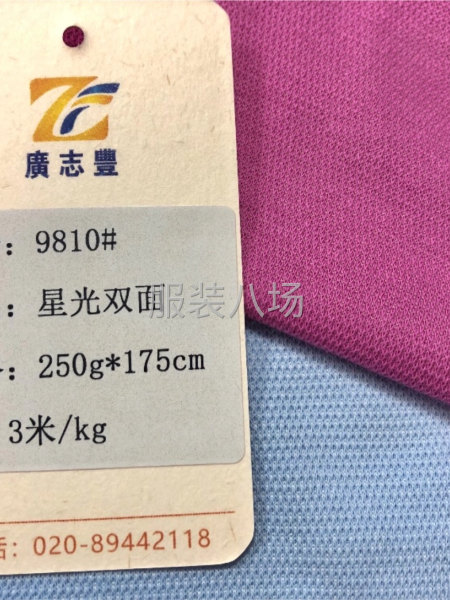 廣志豐
: 9810#
: 星光双面
: 250g*175cm
3米/kg
话: 020-89442118
服装八场